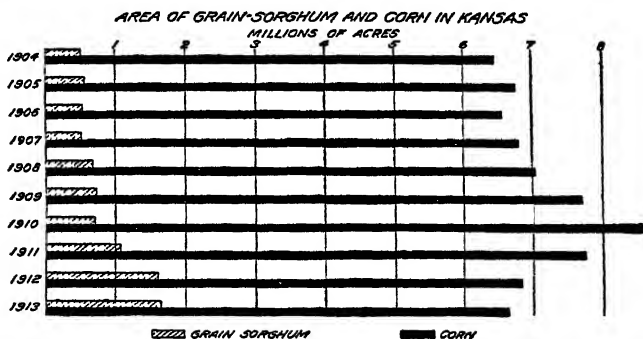 AREA OF GRAIN-SORGHUM AND CORN IN KANSAS
MILLIONS OF ACRES
1 2 3 4 5 6 7 8
1904
1905
1906
1907
1908
1909
1910
1911
1912
1913
GRAIN SORGHUM CORN